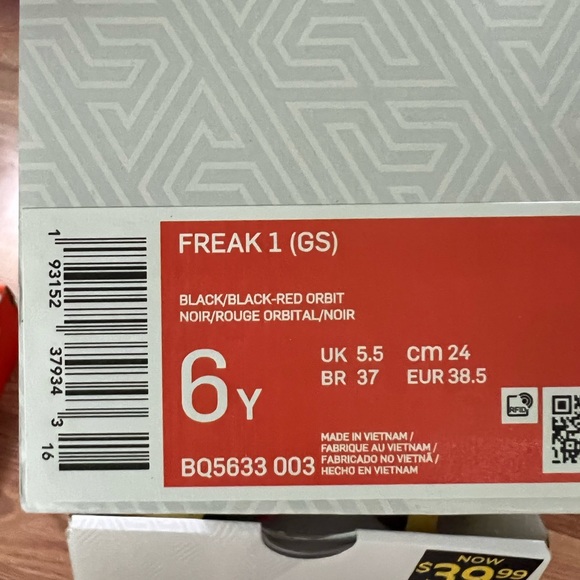 FREAK 1 (GS)
BLACK/BLACK-RED ORBIT
NOIR/ROUGE ORBITAL/NOIR
6Y
UK 5.5 cm 24
BR 37 EUR 38.5
RFID
BQ5633 003
MADE IN VIETNAM /
FABRIQUE AU VIETNAM /
FABRICADO NO VIETNÃ /
HECHO EN VIETNAM
1 93152 37934 3 16
NOW
$39.99